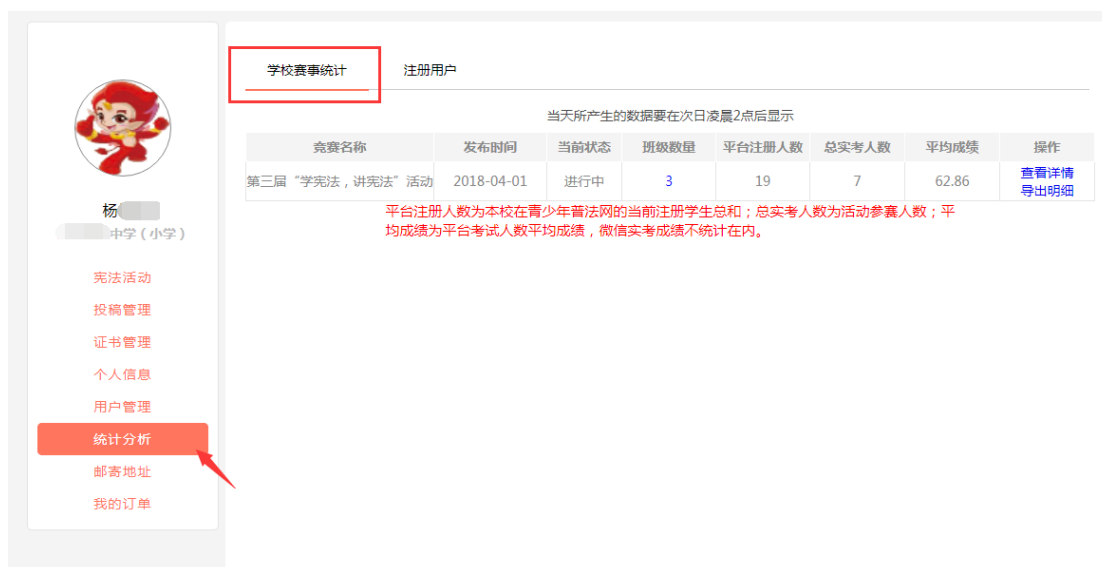 学校赛事统计 注册用户
当天所产生的数据要在次日凌晨2点后显示
竞赛名称 发布时间 当前状态 班级数量 平台注册人数 总实考人数 平均成绩 操作
第三届“学宪法，讲宪法”活动 2018-04-01 进行中 3 19 7 62.86 查看详情
导出明细
平台注册人数为本校在青少年普法网的当前注册学生总和；总实考人数为活动参赛人数；平
均成绩为平台考试人数平均成绩，微信实考成绩不统计在内。
杨
中学（小学）
宪法活动
投稿管理
证书管理
个人信息
用户管理
统计分析
邮寄地址
我的订单